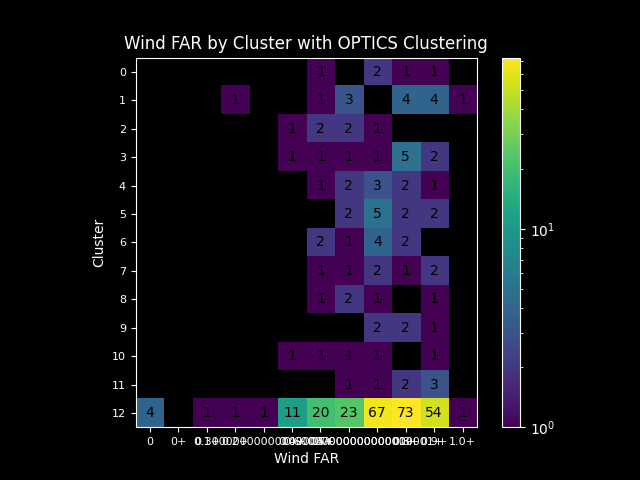 Wind FAR by Cluster with OPTICS Clustering
0 1 2 1 1
1 1 1 3 4 4 1
2 1 2 2 1
3 1 1 1 1 5 2
4 1 2 3 2 1
5 2 5 2 2
6 2 1 4 2
7 1 1 2 1 2
8 1 2 1 1
9 2 2 1
10 1 1 1 1 1
11 1 1 2 3
12 4 1 1 1 11 20 23 67 73 54 1
0 0+ 1.0+
Cluster
Wind FAR
10^1
10^0